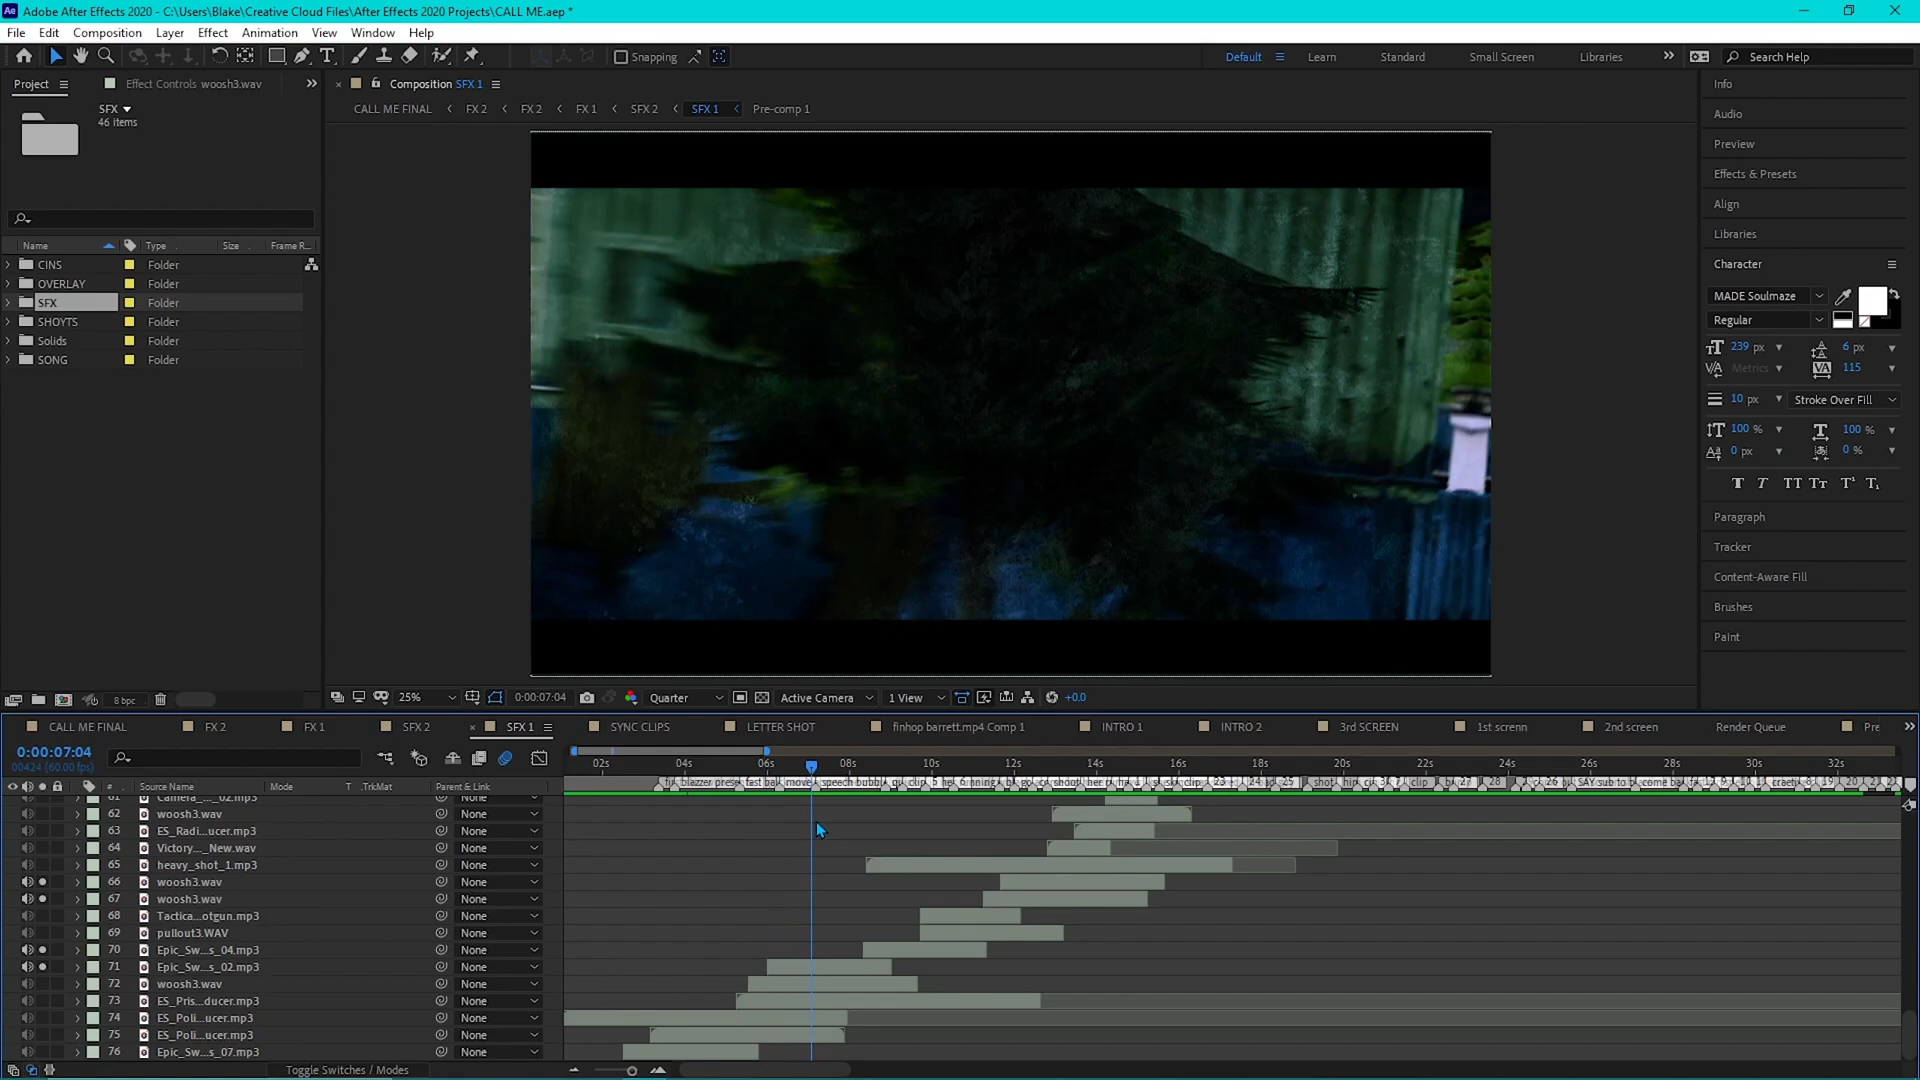 Adobe After Effects 2020 - C:\Users\Blake\Creative Cloud Files\After Effects 2020 Projects\CALL ME.aep *
File Edit Composition Layer Effect Animation View Window Help
Snapping
Default Learn Standard Small Screen Libraries Search Help
Project Effect Controls woosh3.wav
SFX
46 items
Name Type Size Frame R...
CINS Folder
OVERLAY Folder
SFX Folder
SHOYTS Folder
Solids Folder
SONG Folder
8 bpc
Composition SFX 1
CALL ME FINAL FX 2 FX 2 FX 1 SFX 2 SFX 1 Pre-comp 1
25% 0:00:07:04 Quarter Active Camera 1 View +0.0
Info
Audio
Preview
Effects & Presets
Align
Libraries
Character
MADE Soulmaze
Regular
239 px 6 px
Metrics 115
10 px Stroke Over Fill
100 % 100 %
0 px 0 %
Paragraph
Tracker
Content-Aware Fill
Brushes
Paint
CALL ME FINAL FX 2 FX 1 SFX 2 SFX 1 SYNC CLIPS LETTER SHOT finhop barrett.mp4 Comp 1 INTRO 1 INTRO 2 3rd SCREEN 1st screnn 2nd screen Render Queue Pre
0:00:07:04
00424 (60.00 fps)
02s 04s 06s 08s 10s 12s 14s 16s 18s 20s 22s 24s 26s 28s 30s 32s
# Source Name Mode T .TrkMat Parent & Link
61 Camera_..._02.mp3 None
62 woosh3.wav None
63 ES_Radi...ucer.mp3 None
64 Victory..._New.wav None
65 heavy_shot_1.mp3 None
66 woosh3.wav None
67 woosh3.wav None
68 Tactica...otgun.mp3 None
69 pullout3.WAV None
70 Epic_Sw...s_04.mp3 None
71 Epic_Sw...s_02.mp3 None
72 woosh3.wav None
73 ES_Pris...ducer.mp3 None
74 ES_Poli...ucer.mp3 None
75 ES_Poli...ucer.mp3 None
76 Epic_Sw...s_07.mp3 None
Toggle Switches / Modes